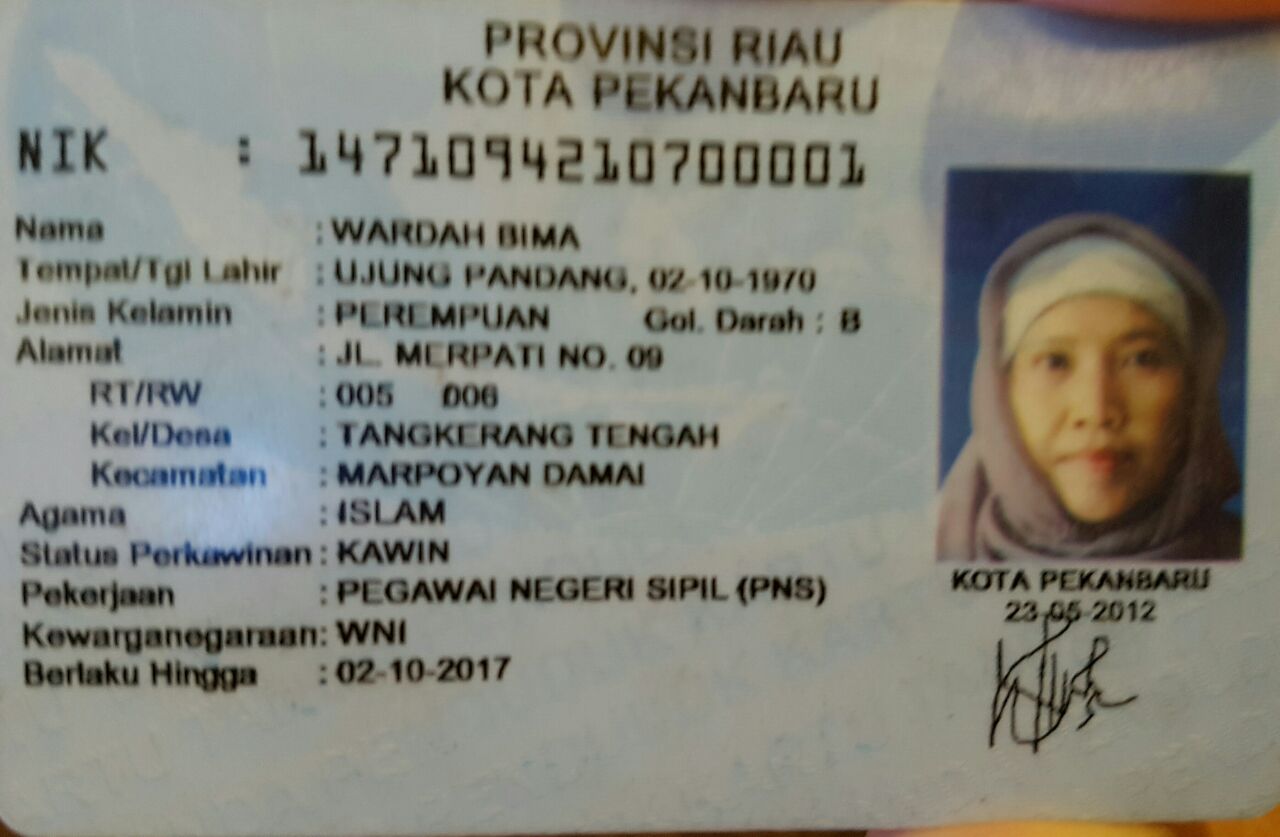 PROVINSI RIAU
KOTA PEKANBARU
NIK : 1471094210700001
Nama : WARDAH BIMA
Tempat/Tgl Lahir : UJUNG PANDANG, 02-10-1970
Jenis Kelamin : PEREMPUAN Gol. Darah : B
Alamat : JL. MERPATI NO. 09
RT/RW : 005 006
Kel/Desa : TANGKERANG TENGAH
Kecamatan : MARPOYAN DAMAI
Agama : ISLAM
Status Perkawinan : KAWIN
Pekerjaan : PEGAWAI NEGERI SIPIL (PNS)
Kewarganegaraan : WNI
Berlaku Hingga : 02-10-2017
KOTA PEKANBARU
23-05-2012